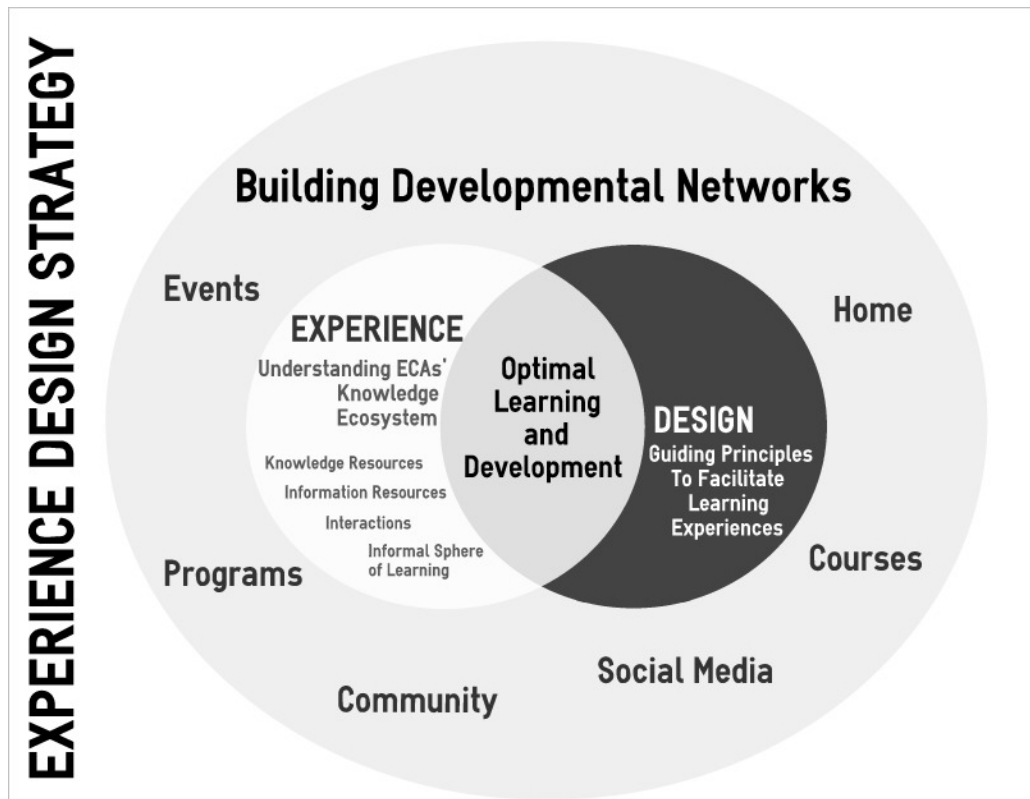 EXPERIENCE DESIGN STRATEGY
Building Developmental Networks
Events
Home
EXPERIENCE
Understanding ECAs'
Knowledge
Ecosystem
Knowledge Resources
Information Resources
Interactions
Informal Sphere
of Learning
Optimal
Learning
and
Development
DESIGN
Guiding Principles
To Facilitate
Learning
Experiences
Programs
Courses
Community
Social Media